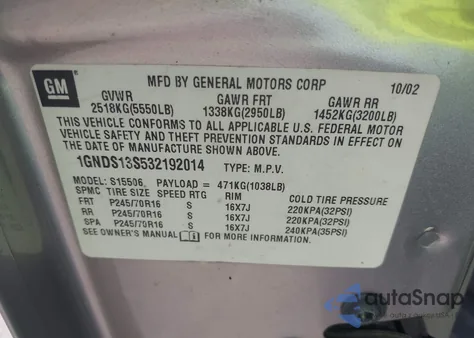 GM
MFD BY GENERAL MOTORS CORP 10/02
GVWR GAWR FRT GAWR RR
2518KG(5550LB) 1338KG(2950LB) 1452KG(3200LB)
THIS VEHICLE CONFORMS TO ALL APPLICABLE U.S. FEDERAL MOTOR
VEHICLE SAFETY AND THEFT PREVENTION STANDARDS IN EFFECT ON
THE DATE OF MANUFACTURE SHOWN ABOVE.
1GNDS13S532192014 TYPE: M.P.V.
MODEL: S15506 PAYLOAD = 471KG(1038LB)
SPMC TIRE SIZE SPEED RTG RIM COLD TIRE PRESSURE
FRT P245/70R16 S 16X7J 220KPA(32PSI)
RR P245/70R16 S 16X7J 220KPA(32PSI)
SPA P245/70R16 S 16X7J 240KPA(35PSI)
SEE OWNER'S MANUAL FOR MORE INFORMATION.
autoSnap